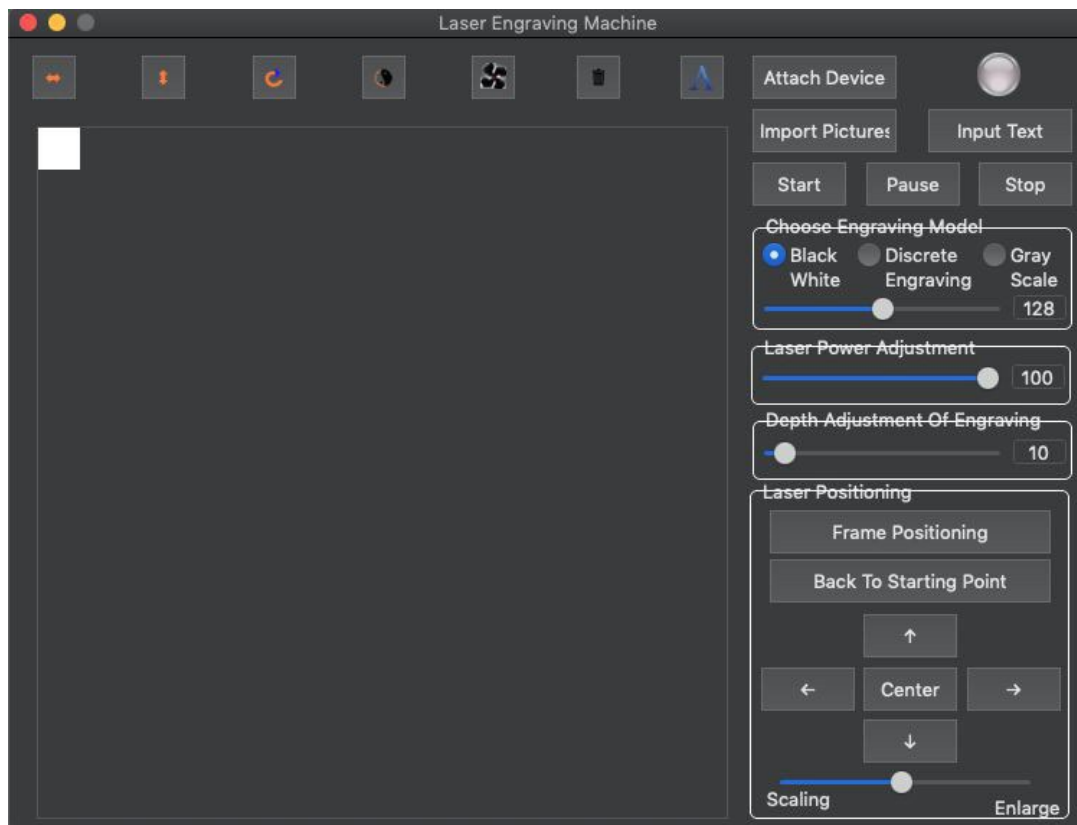 Laser Engraving Machine
Attach Device
Import Pictures
Input Text
Start Pause Stop
Choose Engraving Model
Black White
Discrete Engraving
Gray Scale
128
Laser Power Adjustment
100
Depth Adjustment Of Engraving
10
Laser Positioning
Frame Positioning
Back To Starting Point
↑
← Center →
↓
Scaling
Enlarge